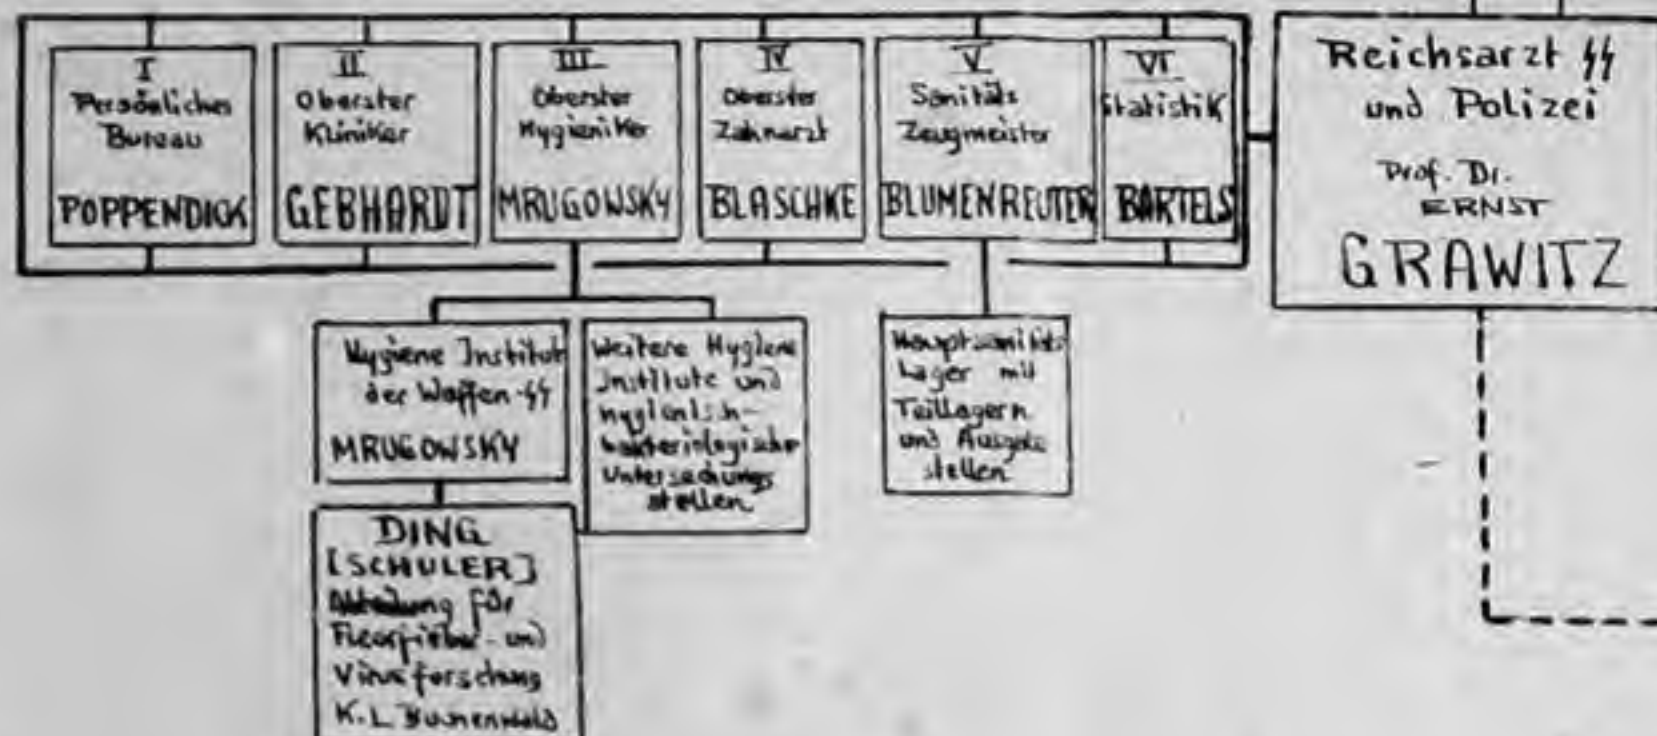 I
Persönliches
Bureau
POPPENDICK
II
Oberster
Kliniker
GEBHARDT
III
Oberster
Hygieniker
MRUGOWSKY
IV
Oberster
Zahnarzt
BLASCHKE
V
Sanitäts
Zeugmeister
BLUMENREUTER
VI
Statistik
BARTELS
Reichsarzt SS
und Polizei
Prof. Dr.
ERNST
GRAWITZ
Hygiene Institut
der Waffen-SS
MRUGOWSKY
Weitere Hygiene
Institute und
hygienisch-
bakteriologische
Untersuchungs
stellen
Hauptsanitäts
Lager mit
Teillagern
und Ausgabe
stellen
DING
[SCHULER]
Abteilung für
Fleckfieber- und
Virusforschung
K.L. Buchenwald